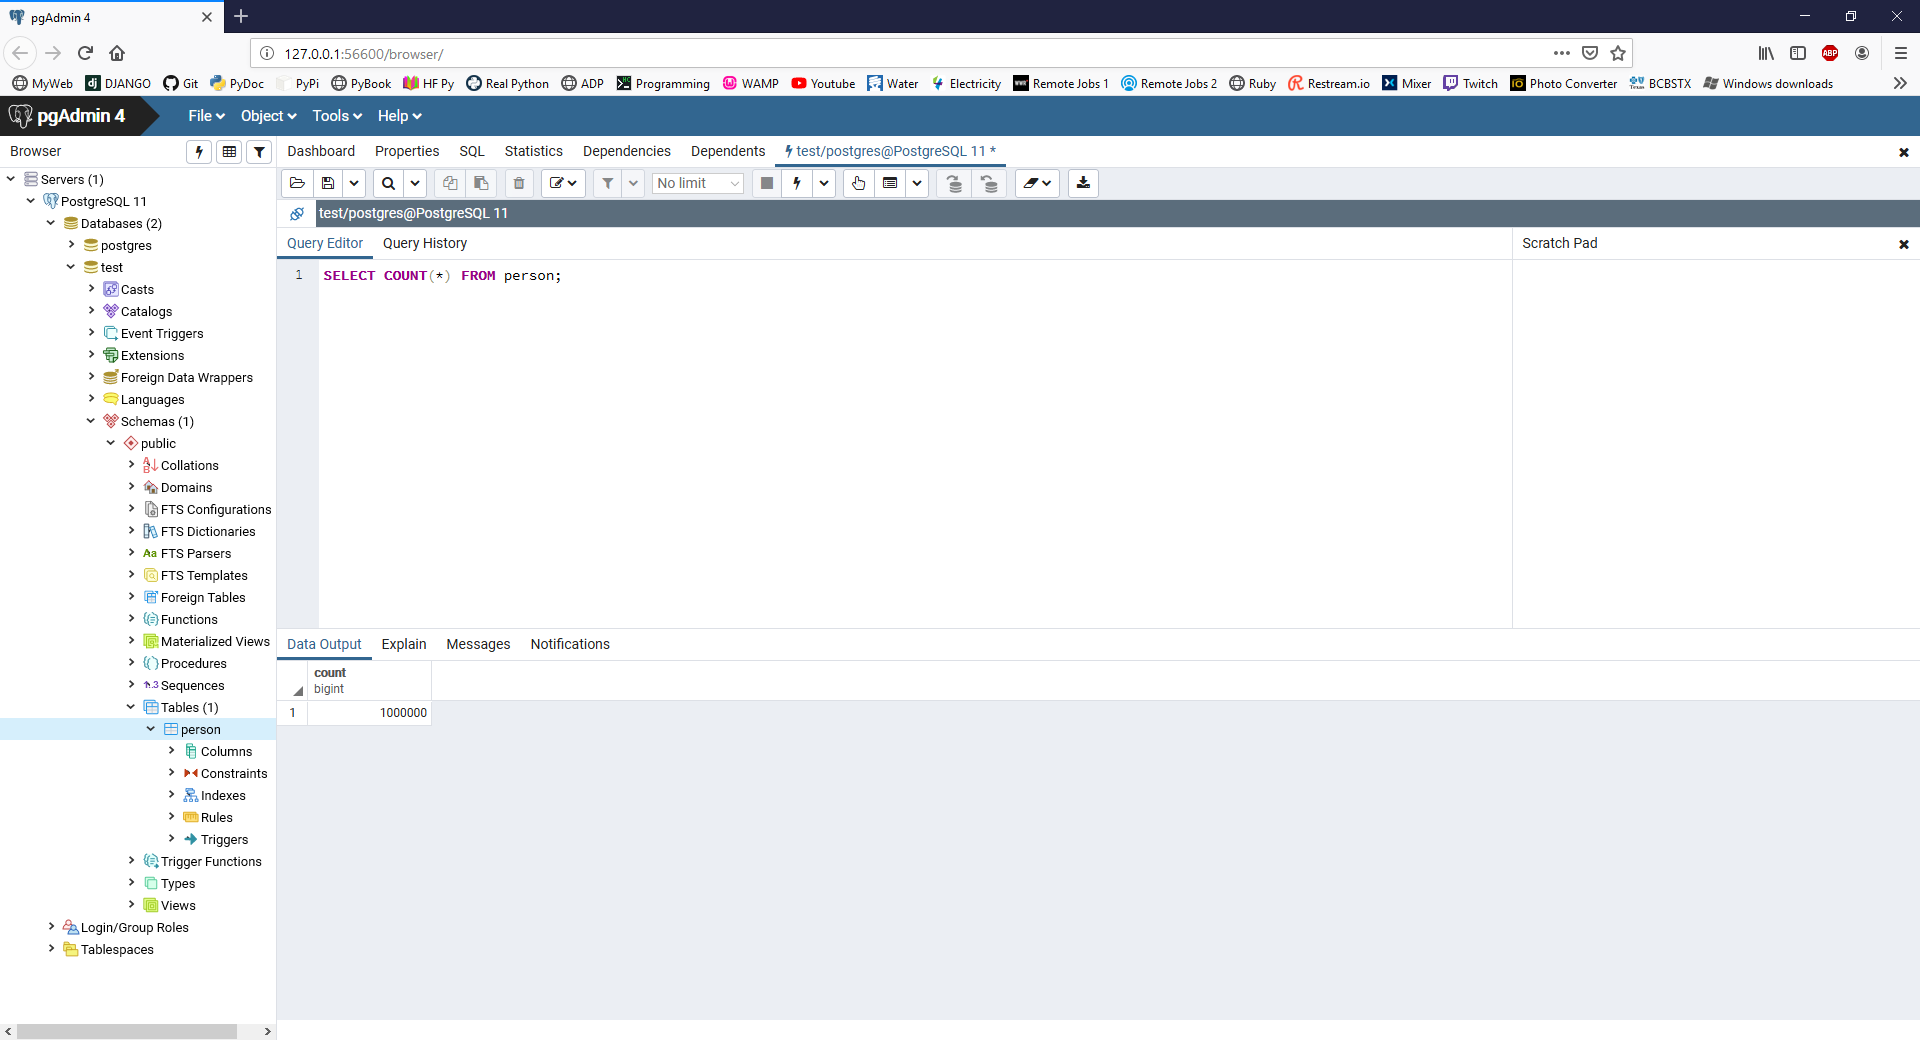 pgAdmin 4
127.0.0.1:56600/browser/
MyWeb DJANGO Git PyDoc PyPi PyBook HF Py Real Python ADP Programming WAMP Youtube Water Electricity Remote Jobs 1 Remote Jobs 2 Ruby Restream.io Mixer Twitch Photo Converter BCBSTX Windows downloads
pgAdmin 4 File Object Tools Help
Browser
Dashboard Properties SQL Statistics Dependencies Dependents test/postgres@PostgreSQL 11 *
No limit
test/postgres@PostgreSQL 11
Query Editor Query History
Scratch Pad
1 SELECT COUNT(*) FROM person;
Servers (1)
PostgreSQL 11
Databases (2)
postgres
test
Casts
Catalogs
Event Triggers
Extensions
Foreign Data Wrappers
Languages
Schemas (1)
public
Collations
Domains
FTS Configurations
FTS Dictionaries
Aa FTS Parsers
FTS Templates
Foreign Tables
Functions
Materialized Views
Procedures
1..3 Sequences
Tables (1)
person
Columns
Constraints
Indexes
Rules
Triggers
Trigger Functions
Types
Views
Login/Group Roles
Tablespaces
Data Output Explain Messages Notifications
count
bigint
1 1000000